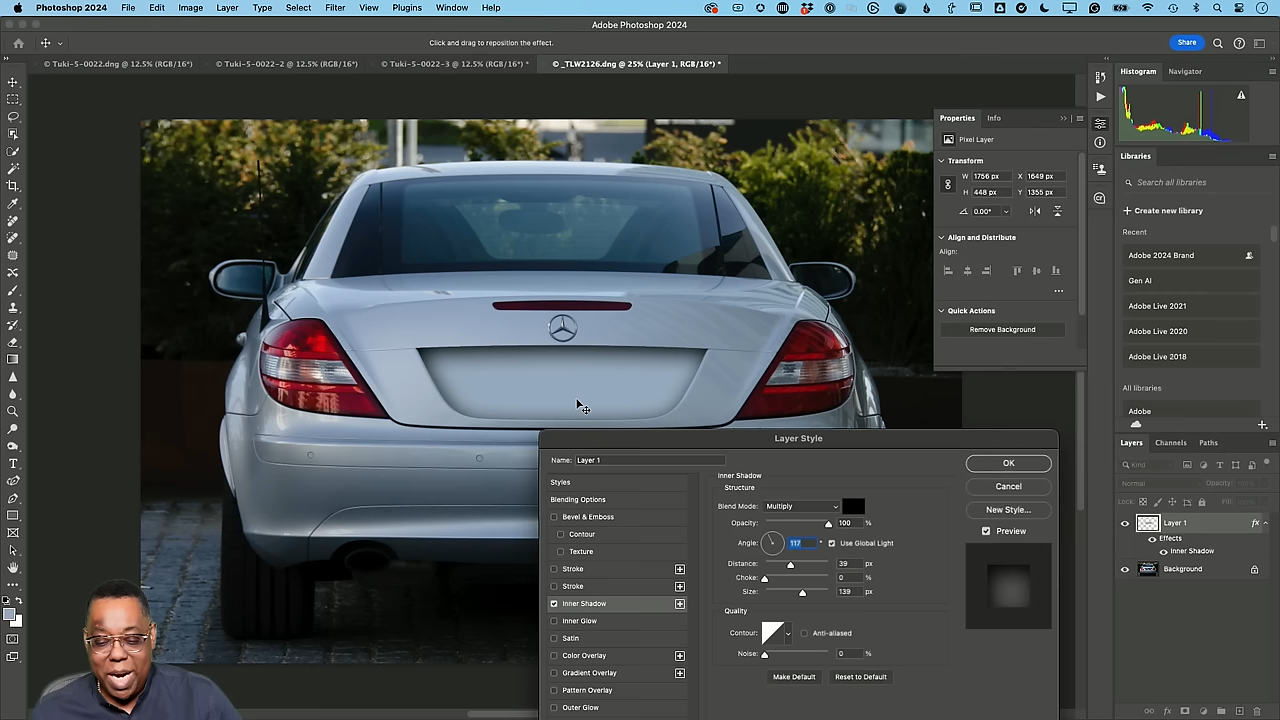 Photoshop 2024 File Edit Image Layer Type Select Filter View Plugins Window Help
Adobe Photoshop 2024
Click and drag to reposition the effect.
Share
© Tuki-5-0022.dng @ 12.5% (RGB/16*)
© Tuki-5-0022-2 @ 12.5% (RGB/16*)
© Tuki-5-0022-3 @ 12.5% (RGB/16*) *
© _TLW2126.dng @ 25% (Layer 1, RGB/16*) *
Properties Info
Pixel Layer
Transform
W 1756 px X 1649 px
H 448 px Y 1355 px
0.00°
Align and Distribute
Align:
Quick Actions
Remove Background
Histogram Navigator
Libraries
Search all libraries
Create new library
Recent
Adobe 2024 Brand
Gen AI
Adobe Live 2021
Adobe Live 2020
Adobe Live 2018
All libraries
Adobe
Layers Channels Paths
Kind
Normal Opacity:
Lock: Fill:
Layer 1 fx
Effects
Inner Shadow
Background
Layer Style
Name: Layer 1
Styles
Blending Options
Bevel & Emboss
Contour
Texture
Stroke
Stroke
Inner Shadow
Inner Glow
Satin
Color Overlay
Gradient Overlay
Pattern Overlay
Outer Glow
Inner Shadow
Structure
Blend Mode: Multiply
Opacity: 100 %
Angle: 117 ° Use Global Light
Distance: 39 px
Choke: 0 %
Size: 139 px
Quality
Contour: Anti-aliased
Noise: 0 %
Make Default Reset to Default
OK
Cancel
New Style...
Preview